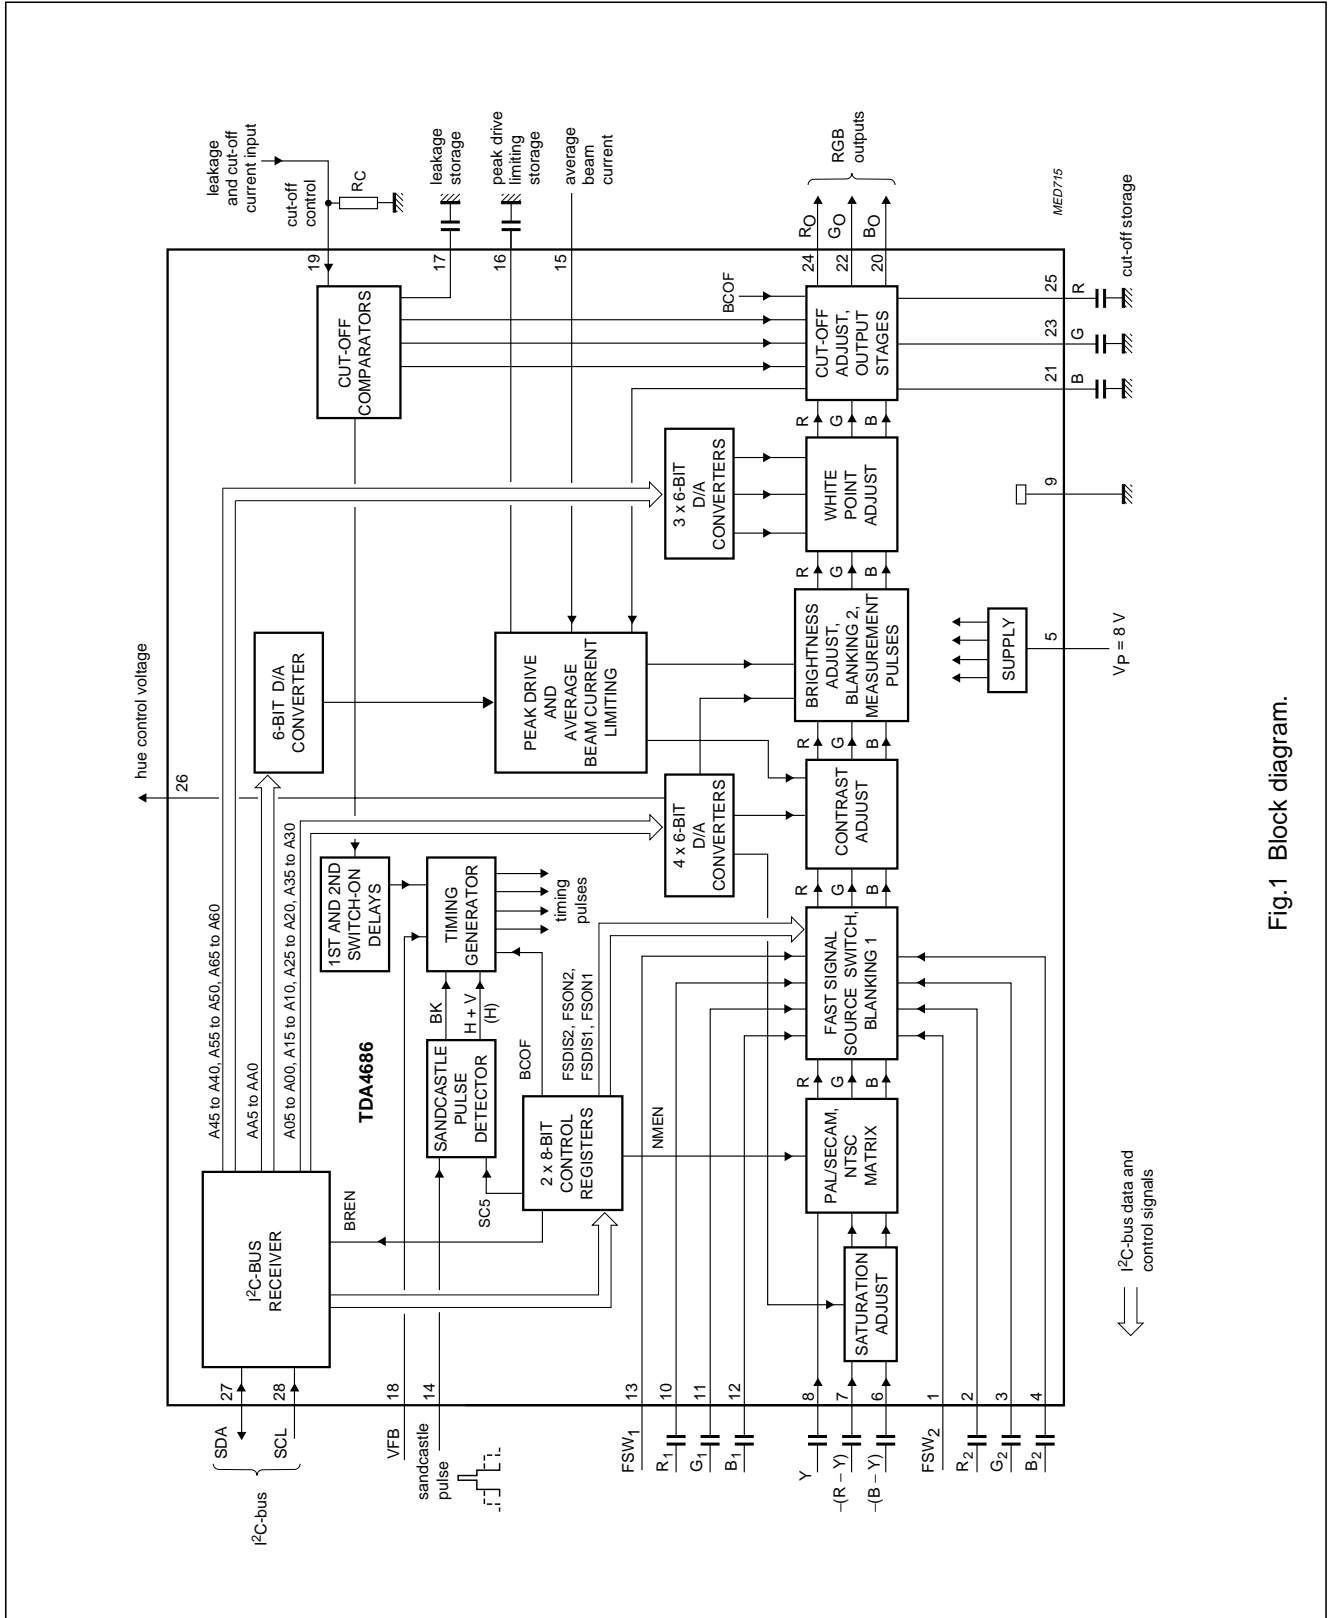 I2C-bus
SDA
SCL
27
28
I2C-BUS
RECEIVER
A45 to A40, A55 to A50, A65 to A60
AA5 to AA0
A05 to A00, A15 to A10, A25 to A20, A35 to A30
26
hue control voltage
6-BIT D/A
CONVERTER
TDA4686
BREN
1ST AND 2ND
SWITCH-ON
DELAYS
CUT-OFF
COMPARATORS
19
cut-off
control
leakage
and cut-off
current input
RC
17
leakage
storage
16
peak drive
limiting
storage
15
average
beam
current
VFB
18
sandcastle
pulse
14
SANDCASTLE
PULSE
DETECTOR
BK
H + V
(H)
TIMING
GENERATOR
timing
pulses
SC5
2 x 8-BIT
CONTROL
REGISTERS
BCOF
FSDIS2, FSON2,
FSDIS1, FSON1
NMEN
PEAK DRIVE
AND
AVERAGE
BEAM CURRENT
LIMITING
4 x 6-BIT
D/A
CONVERTERS
3 x 6-BIT
D/A
CONVERTERS
BCOF
FSW1
13
R1
10
G1
11
B1
12
Y
8
–(R – Y)
7
–(B – Y)
6
SATURATION
ADJUST
PAL/SECAM,
NTSC
MATRIX
R
G
B
FAST SIGNAL
SOURCE SWITCH,
BLANKING 1
R
G
B
CONTRAST
ADJUST
R
G
B
BRIGHTNESS
ADJUST,
BLANKING 2,
MEASUREMENT
PULSES
R
G
B
WHITE
POINT
ADJUST
R
G
B
CUT-OFF
ADJUST,
OUTPUT
STAGES
24
22
20
RO
GO
BO
RGB
outputs
FSW2
1
R2
2
G2
3
B2
4
SUPPLY
5
VP = 8 V
9
21
23
25
B
G
R
cut-off storage
MED715
I2C-bus data and
control signals
Fig.1 Block diagram.